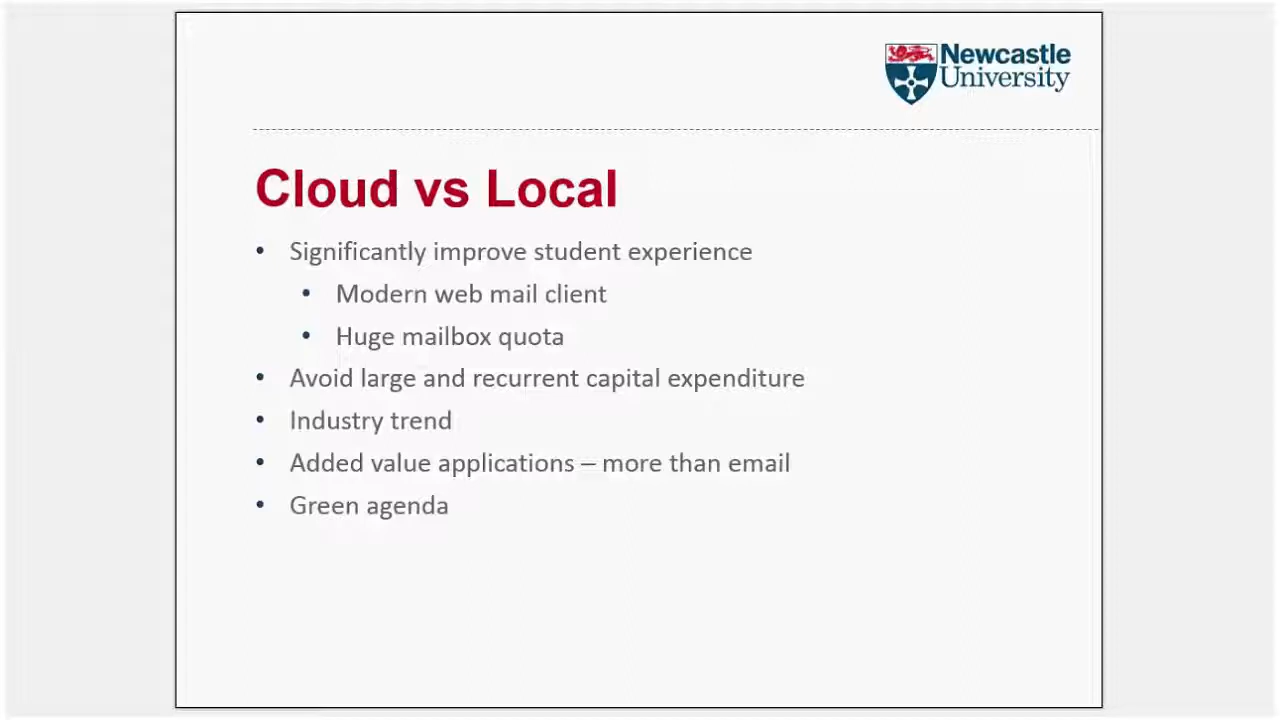 Newcastle
University
Cloud vs Local
• Significantly improve student experience
• Modern web mail client
• Huge mailbox quota
• Avoid large and recurrent capital expenditure
• Industry trend
• Added value applications – more than email
• Green agenda